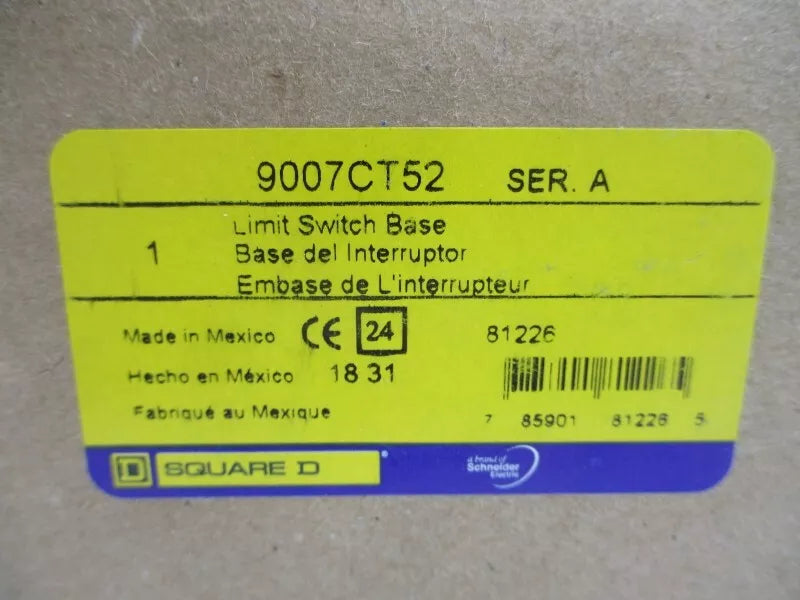 9007CT52 SER. A
Limit Switch Base
1 Base del Interruptor
Embase de L'interrupteur
Made in Mexico CE 24 81226
Hecho en México 18 31
Fabriqué au Mexique 7 85901 81226 5
D SQUARE D
a brand of
Schneider
Electric